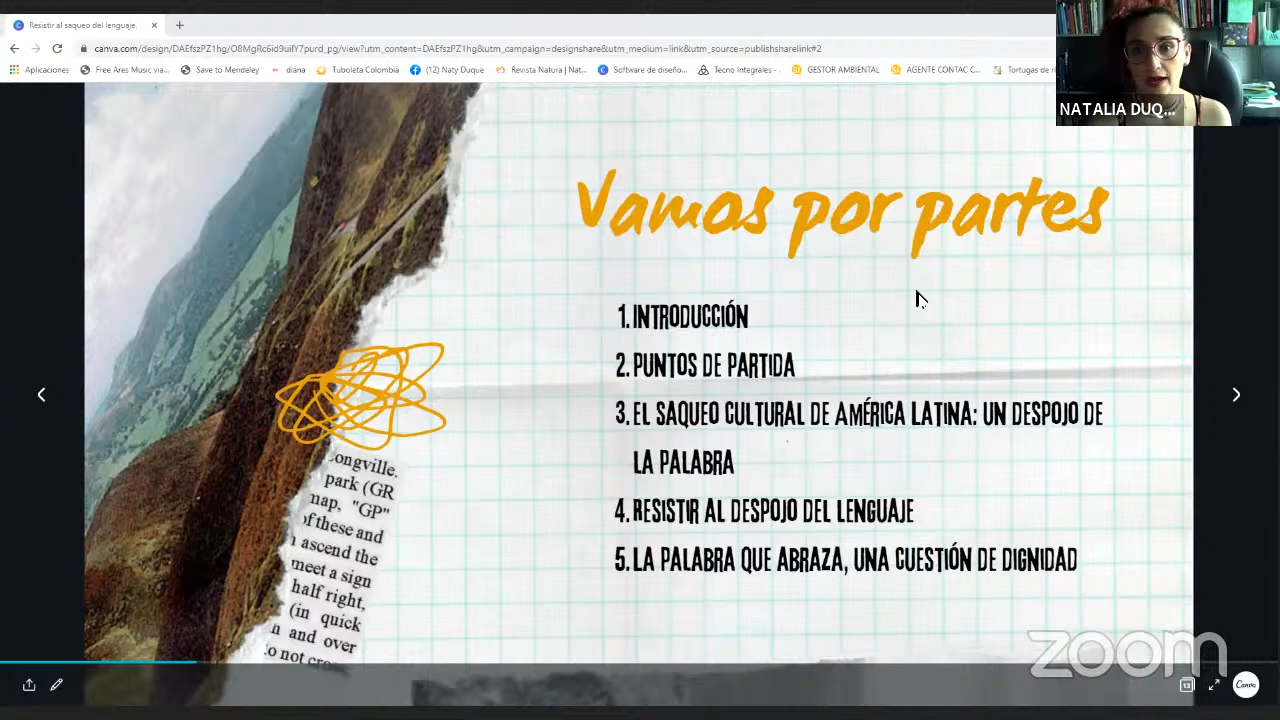 Resistir al saqueo del lenguaje,
canva.com/design/DAEfszPZ1hg/O8MgRc6id9uiIY7purd_pg/view?utm_content=DAEfszPZ1hg&utm_campaign=designshare&utm_medium=link&utm_source=publishsharelink#2
Aplicaciones Free Ares Music via... Save to Mendeley diana Tuboleta Colombia (12) Naty Duque Revista Natura | Nat... Software de diseño... Tecno Integrales -... GESTOR AMBIENTAL AGENTE CONTAC C... Tortugas de
NATALIA DUQ...
Vamos por partes
1. INTRODUCCIÓN
2. PUNTOS DE PARTIDA
3. EL SAQUEO CULTURAL DE AMÉRICA LATINA: UN DESPOJO DE
LA PALABRA
4. RESISTIR AL DESPOJO DEL LENGUAJE
5. LA PALABRA QUE ABRAZA, UNA CUESTIÓN DE DIGNIDAD
ongville,
park (GR
map, "GP"
of these and
ascend the
meet a sign
half right,
(in quick
and over
o not
zoom
13
Canva